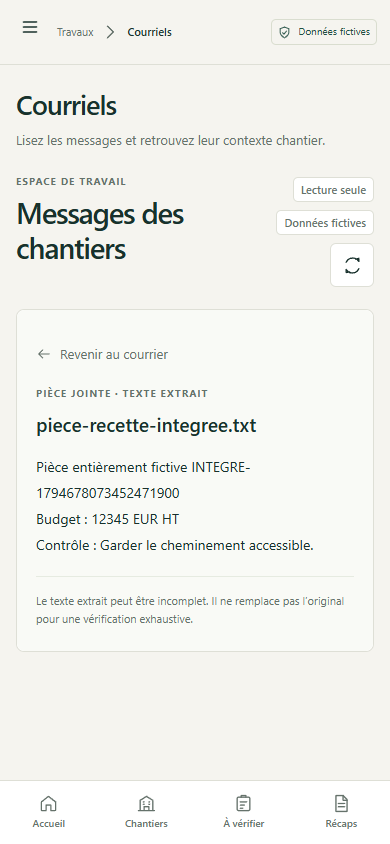 Travaux > Courriels
Données fictives
Courriels
Lisez les messages et retrouvez leur contexte chantier.
ESPACE DE TRAVAIL
Messages des
chantiers
Lecture seule
Données fictives
← Revenir au courrier
PIÈCE JOINTE · TEXTE EXTRAIT
piece-recette-integree.txt
Pièce entièrement fictive INTEGRE-
1794678073452471900
Budget : 12345 EUR HT
Contrôle : Garder le cheminement accessible.
Le texte extrait peut être incomplet. Il ne remplace pas l'original
pour une vérification exhaustive.
Accueil
Chantiers
À vérifier
Récaps